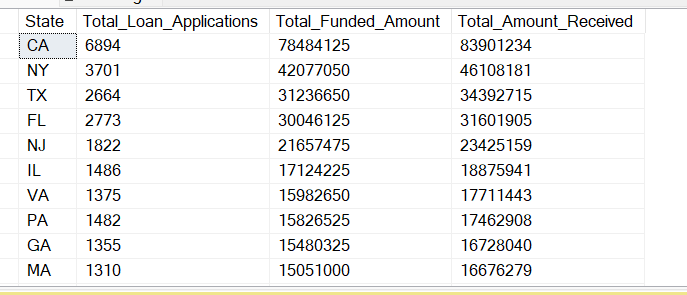 State Total_Loan_Applications Total_Funded_Amount Total_Amount_Received
CA 6894 78484125 83901234
NY 3701 42077050 46108181
TX 2664 31236650 34392715
FL 2773 30046125 31601905
NJ 1822 21657475 23425159
IL 1486 17124225 18875941
VA 1375 15982650 17711443
PA 1482 15826525 17462908
GA 1355 15480325 16728040
MA 1310 15051000 16676279